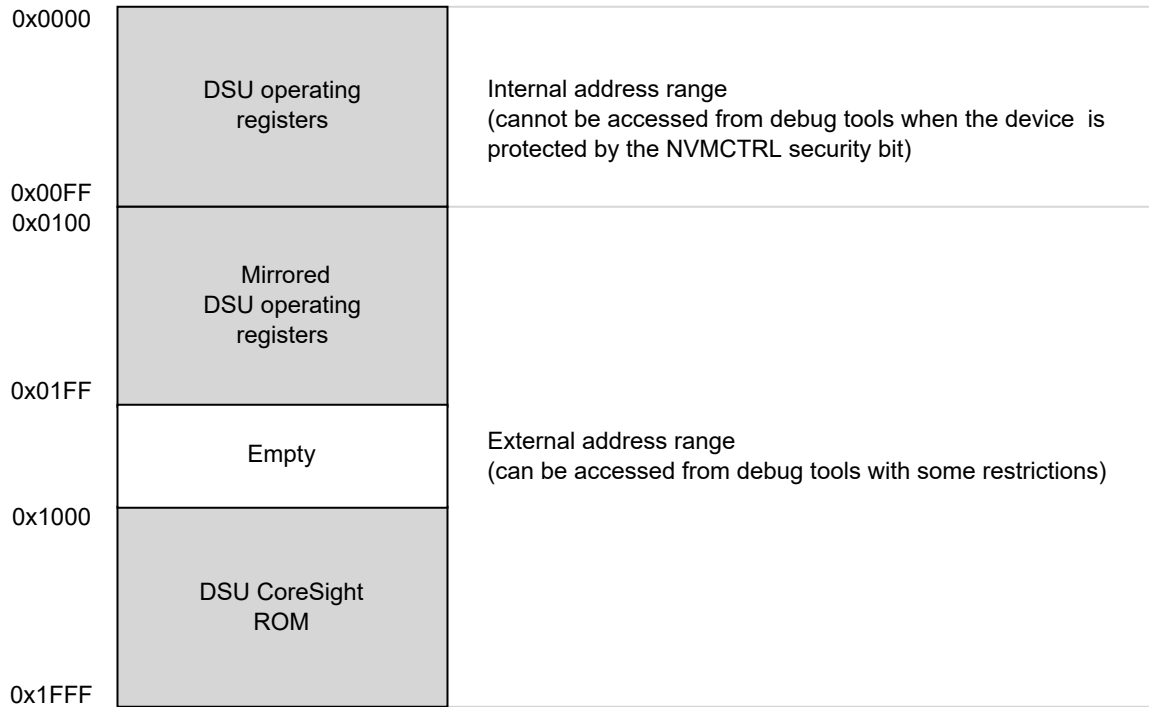 0x0000
DSU operating
registers
Internal address range
(cannot be accessed from debug tools when the device is
protected by the NVMCTRL security bit)
0x00FF
0x0100
Mirrored
DSU operating
registers
0x01FF
Empty
External address range
(can be accessed from debug tools with some restrictions)
0x1000
DSU CoreSight
ROM
0x1FFF